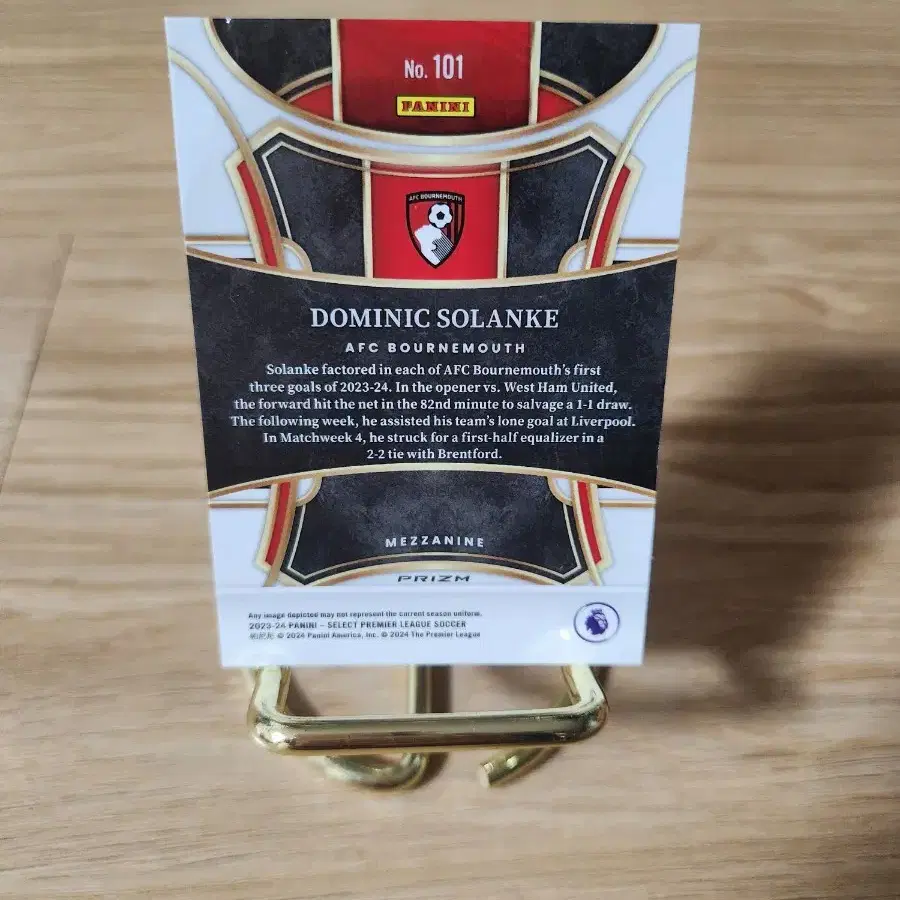 No. 101
PANINI
AFC BOURNEMOUTH
DOMINIC SOLANKE
AFC BOURNEMOUTH
Solanke factored in each of AFC Bournemouth's first
three goals of 2023-24. In the opener vs. West Ham United,
the forward hit the net in the 82nd minute to salvage a 1-1 draw.
The following week, he assisted his team's lone goal at Liverpool.
In Matchweek 4, he struck for a first-half equalizer in a
2-2 tie with Brentford.
MEZZANINE
PRIZM
Any image depicted may not represent the current season uniform.
2023-24 PANINI – SELECT PREMIER LEAGUE SOCCER
© 2024 Panini America, Inc. © 2024 The Premier League